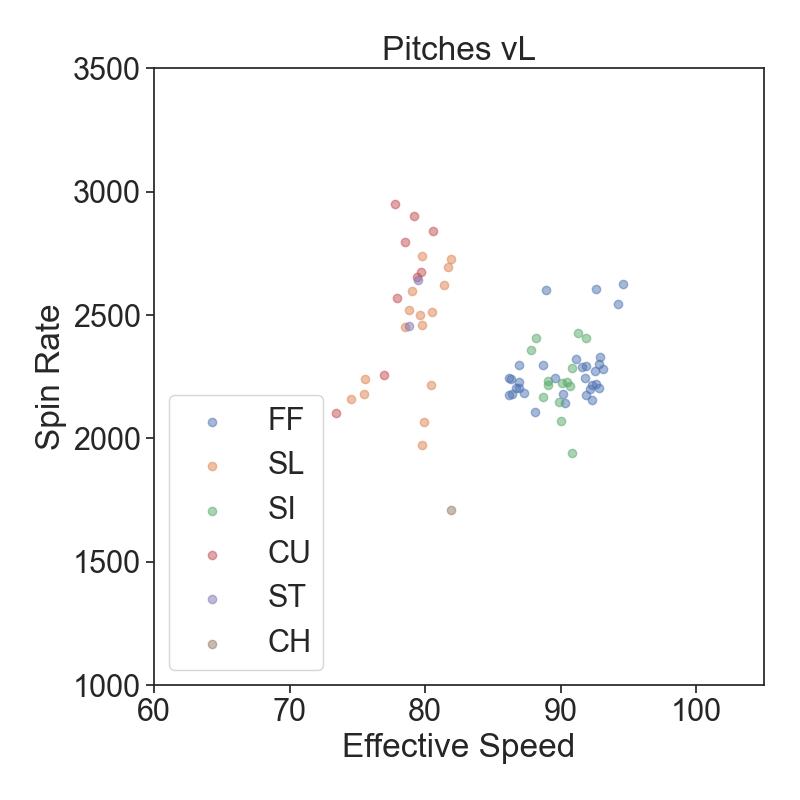 Pitches vL
3500
3000
2500
2000
1500
1000
Spin Rate
FF
SL
SI
CU
ST
CH
60 70 80 90 100
Effective Speed